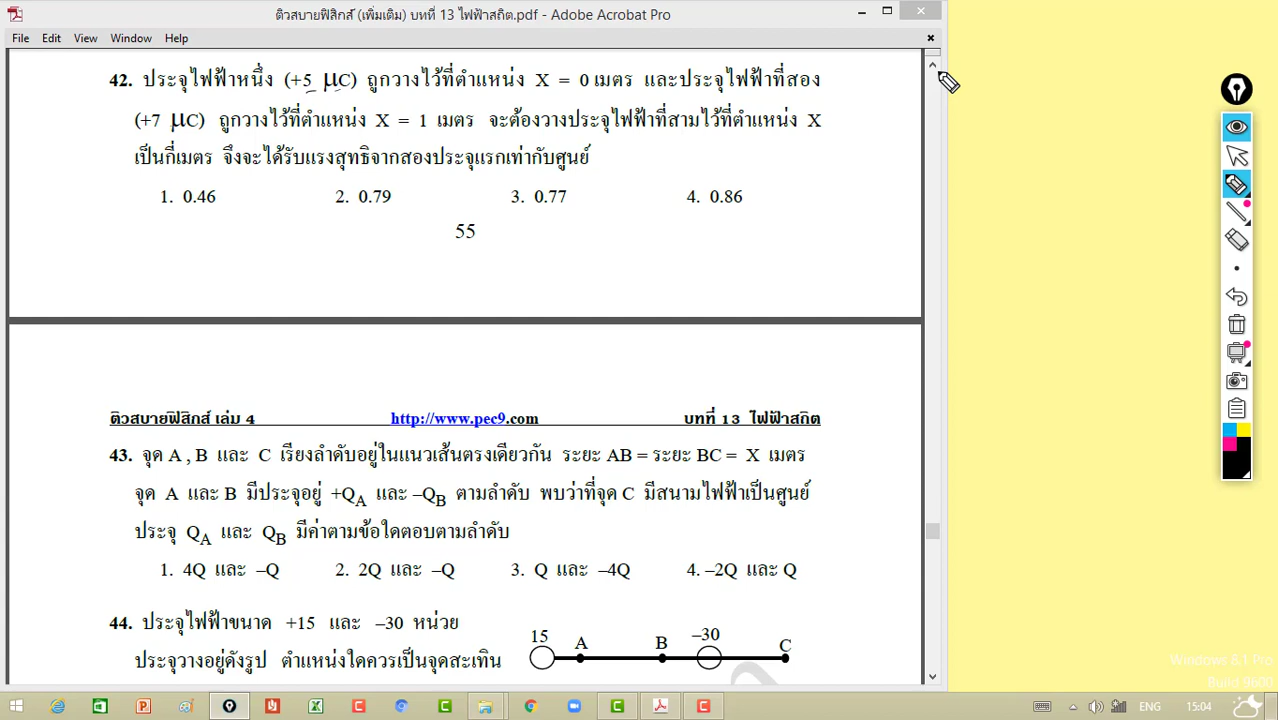 ติวสบายฟิสิกส์ (เพิ่มเติม) บทที่ 13 ไฟฟ้าสถิต.pdf - Adobe Acrobat Pro
File Edit View Window Help
42. ประจุไฟฟ้าหนึ่ง (+5 μC) ถูกวางไว้ที่ตำแหน่ง X = 0 เมตร และประจุไฟฟ้าที่สอง
(+7 μC) ถูกวางไว้ที่ตำแหน่ง X = 1 เมตร จะต้องวางประจุไฟฟ้าที่สามไว้ที่ตำแหน่ง X
เป็นกี่เมตร จึงจะได้รับแรงสุทธิจากสองประจุแรกเท่ากับศูนย์
1. 0.46 2. 0.79 3. 0.77 4. 0.86
55
ติวสบายฟิสิกส์ เล่ม 4 http://www.pec9.com บทที่ 13 ไฟฟ้าสถิต
43. จุด A , B และ C เรียงลำดับอยู่ในแนวเส้นตรงเดียวกัน ระยะ AB = ระยะ BC = X เมตร
จุด A และ B มีประจุอยู่ +QA และ –QB ตามลำดับ พบว่าที่จุด C มีสนามไฟฟ้าเป็นศูนย์
ประจุ QA และ QB มีค่าตามข้อใดตอบตามลำดับ
1. 4Q และ –Q 2. 2Q และ –Q 3. Q และ –4Q 4. –2Q และ Q
44. ประจุไฟฟ้าขนาด +15 และ –30 หน่วย
ประจุวางอยู่ดังรูป ตำแหน่งใดควรเป็นจุดสะเทิน
15 A B –30 C
Windows 8.1 Pro
Build 9600
ENG 15:04